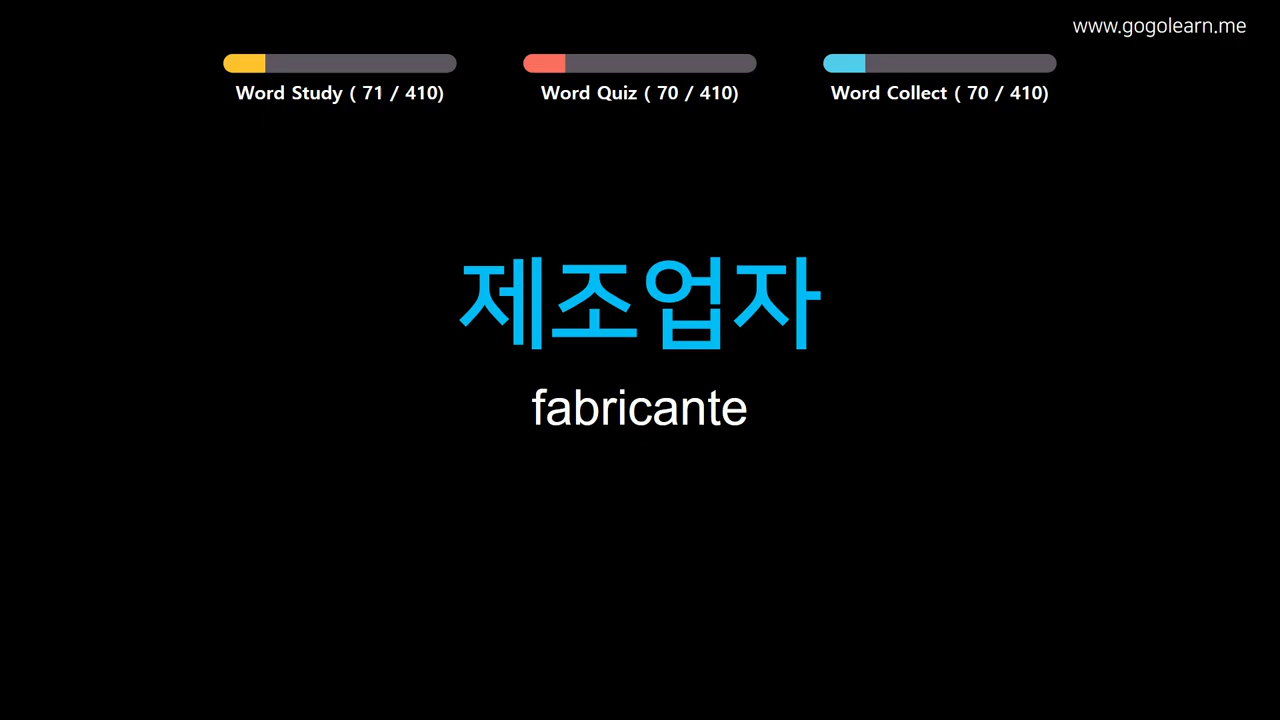 www.gogolearn.me
Word Study ( 71 / 410)
Word Quiz ( 70 / 410)
Word Collect ( 70 / 410)
제조업자
fabricante